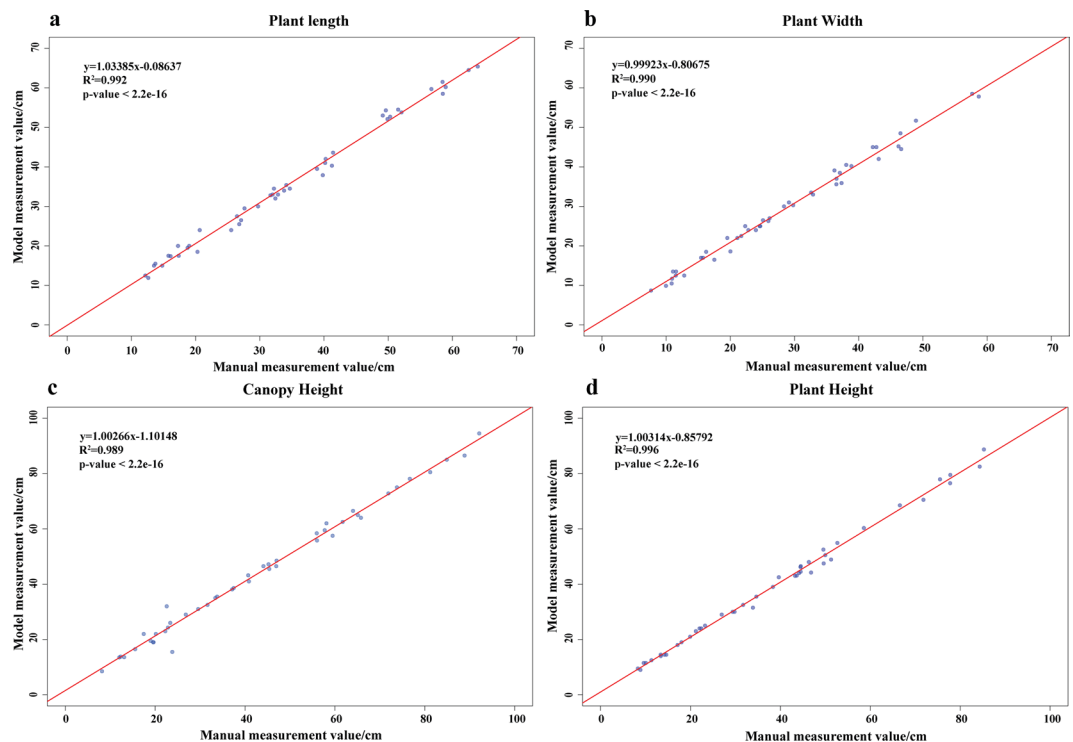 a
Plant length
y=1.03385x-0.08637
R²=0.992
p-value < 2.2e-16
Model measurement value/cm
0 10 20 30 40 50 60 70
0 10 20 30 40 50 60 70
Manual measurement value/cm
b
Plant Width
y=0.99923x-0.80675
R²=0.990
p-value < 2.2e-16
Model measurement value/cm
0 10 20 30 40 50 60 70
0 10 20 30 40 50 60 70
Manual measurement value/cm
c
Canopy Height
y=1.00266x-1.10148
R²=0.989
p-value < 2.2e-16
Model measurement value/cm
0 20 40 60 80 100
0 20 40 60 80 100
Manual measurement value/cm
d
Plant Height
y=1.00314x-0.85792
R²=0.996
p-value < 2.2e-16
Model measurement value/cm
0 20 40 60 80 100
0 20 40 60 80 100
Manual measurement value/cm